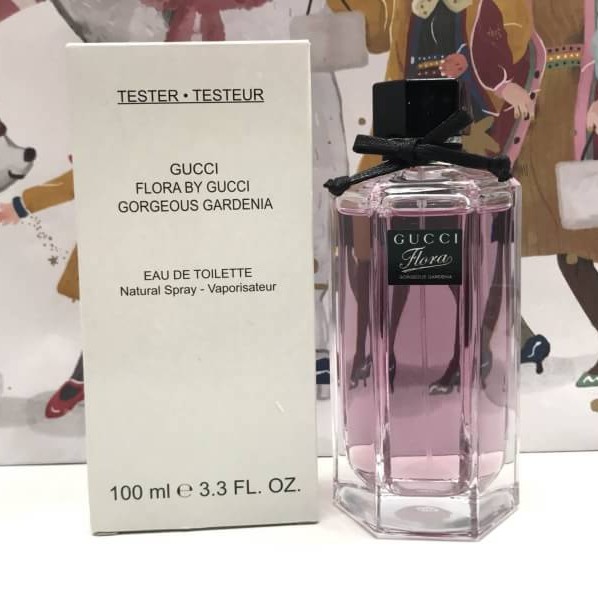 TESTER • TESTEUR
GUCCI
FLORA BY GUCCI
GORGEOUS GARDENIA
EAU DE TOILETTE
Natural Spray - Vaporisateur
100 ml ℮ 3.3 FL. OZ.
GUCCI
Flora
GORGEOUS GARDENIA